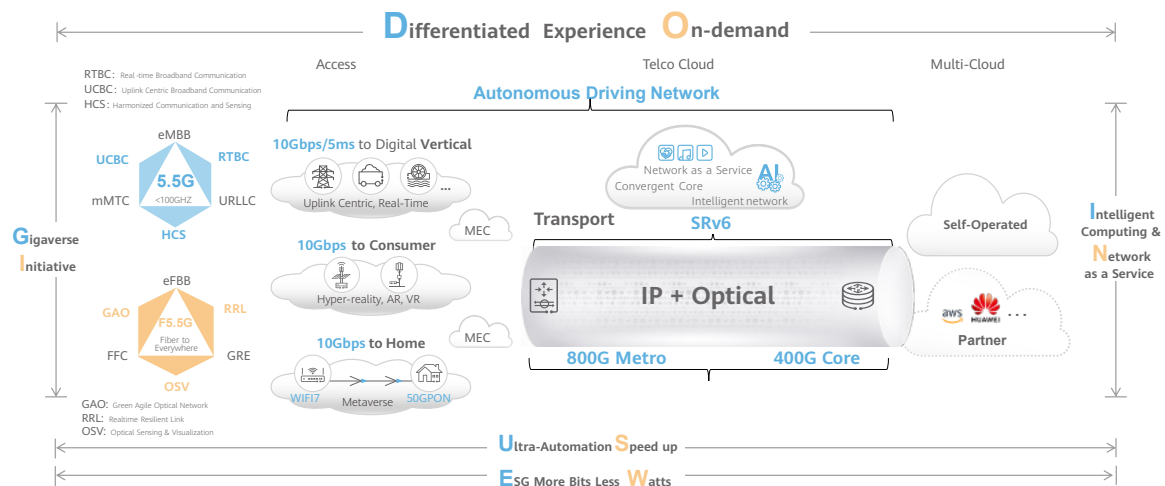 Differentiated Experience On-demand
Access
Telco Cloud
Multi-Cloud
RTBC: Real-time Broadband Communication
UCBC: Uplink Centric Broadband Communication
HCS: Harmonized Communication and Sensing
Autonomous Driving Network
eMBB
UCBC
RTBC
5.5G
<100GHZ
mMTC
URLLC
HCS
Gigaverse
Initiative
eFBB
GAO
RRL
F5.5G
Fiber to
Everywhere
FFC
GRE
OSV
GAO: Green Agile Optical Network
RRL: Realtime Resilient Link
OSV: Optical Sensing & Visualization
10Gbps/5ms to Digital Vertical
...
Uplink Centric, Real-Time
MEC
10Gbps to Consumer
Hyper-reality, AR, VR
MEC
10Gbps to Home
WIFI7
Metaverse
50GPON
Network as a Service
Convergent Core
AI
Intelligent network
Transport
SRv6
IP + Optical
800G Metro
400G Core
Self-Operated
aws
HUAWEI
...
Partner
Intelligent
Computing &
Network
as a Service
Ultra-Automation Speed up
ESG More Bits Less Watts